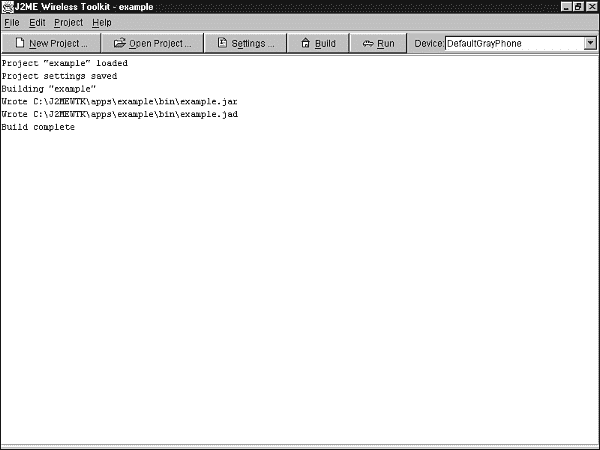 J2ME Wireless Toolkit - example
File Edit Project Help
New Project ... Open Project ... Settings ... Build Run Device: DefaultGrayPhone
Project "example" loaded
Project settings saved
Building "example"
Wrote C:\J2MEWTK\apps\example\bin\example.jar
Wrote C:\J2MEWTK\apps\example\bin\example.jad
Build complete